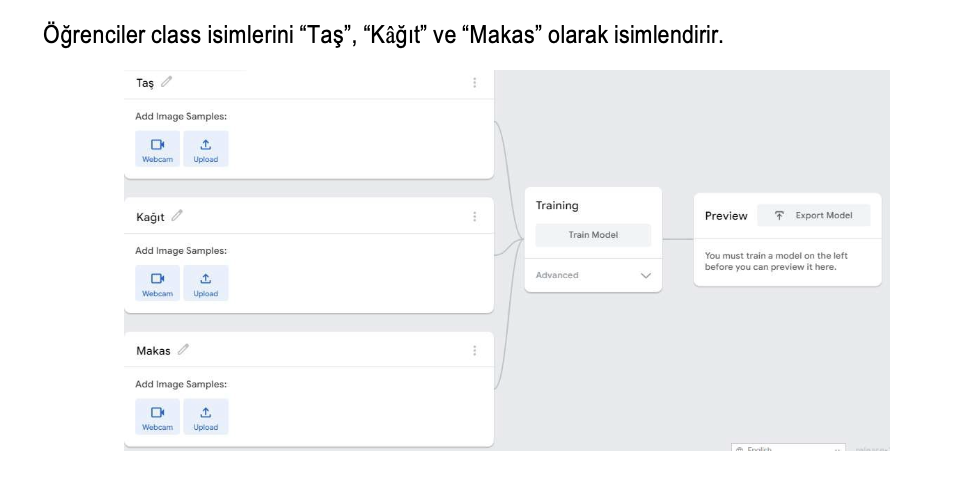 Öğrenciler class isimlerini “Taş”, “Kâğıt” ve “Makas” olarak isimlendirir.
Taş
Add Image Samples:
Webcam
Upload
Kağıt
Add Image Samples:
Webcam
Upload
Makas
Add Image Samples:
Webcam
Upload
Training
Train Model
Advanced
Preview
Export Model
You must train a model on the left
before you can preview it here.
English